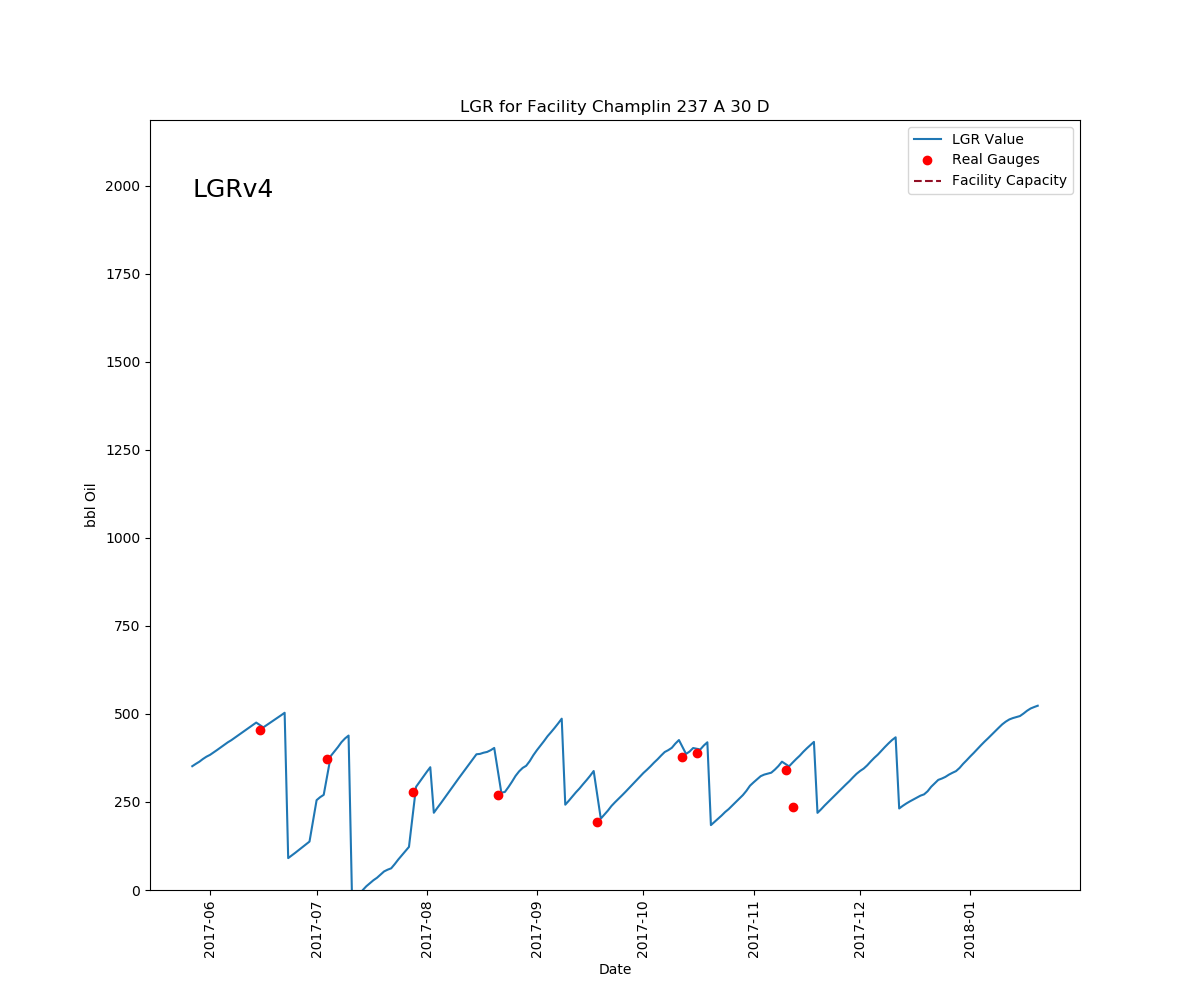 LGR for Facility Champlin 237 A 30 D
LGR Value
Real Gauges
Facility Capacity
LGRv4
2000
1750
1500
1250
1000
750
500
250
0
bbl Oil
2017-06
2017-07
2017-08
2017-09
2017-10
2017-11
2017-12
2018-01
Date